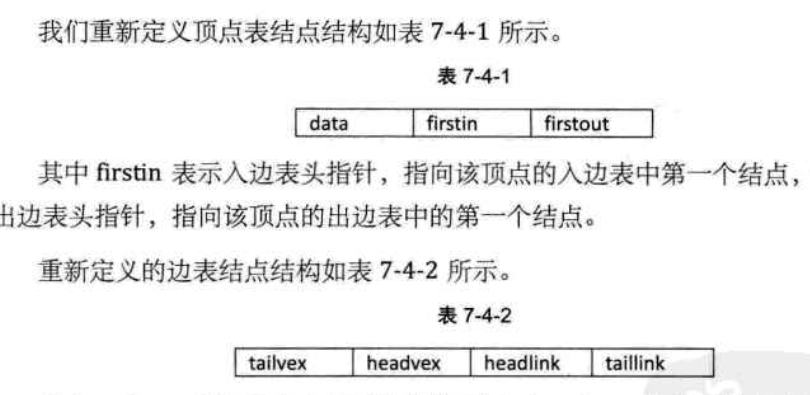 我们重新定义顶点表结点结构如表 7-4-1 所示。
表 7-4-1
data firstin firstout
其中 firstin 表示入边表头指针，指向该顶点的入边表中第一个结点，
出边表头指针，指向该顶点的出边表中的第一个结点。
重新定义的边表结点结构如表 7-4-2 所示。
表 7-4-2
tailvex headvex headlink taillink